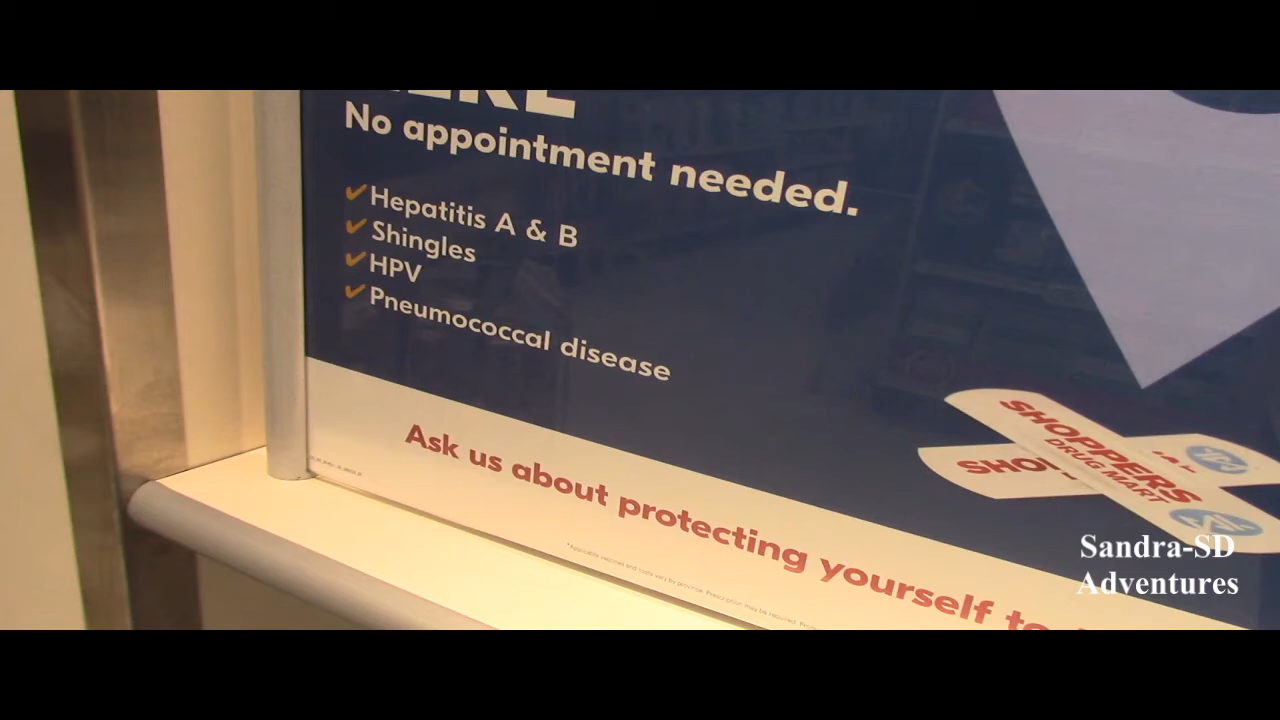 No appointment needed.
✓ Hepatitis A & B
✓ Shingles
✓ HPV
✓ Pneumococcal disease
Ask us about protecting yourself
SHOPPERS
DRUG MART
Sandra-SD
Adventures